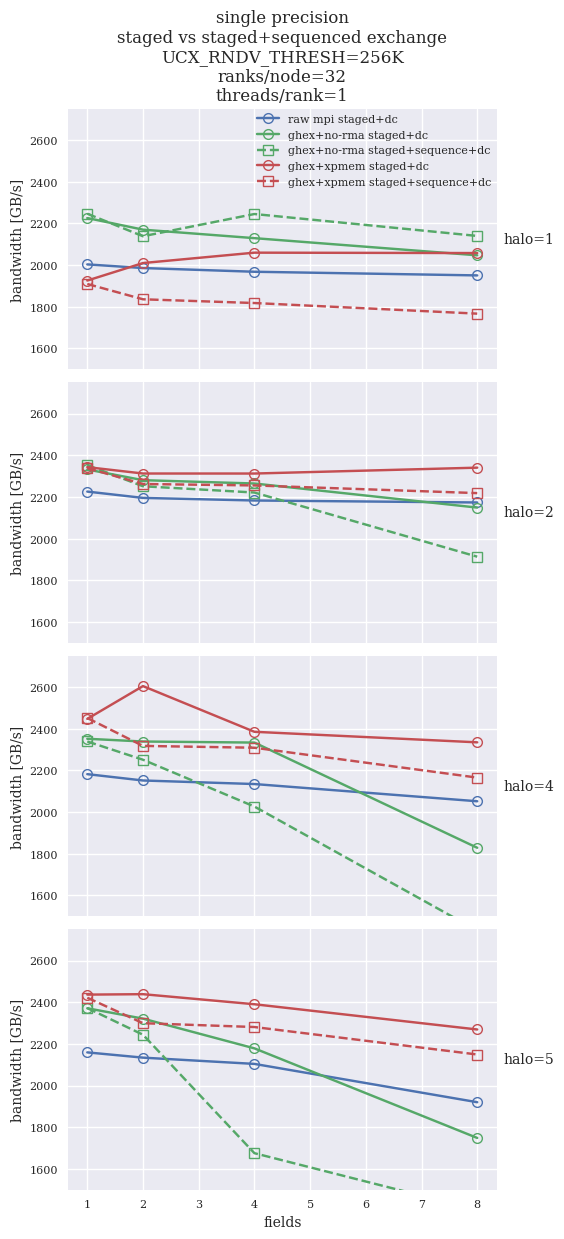 single precision
staged vs staged+sequenced exchange
UCX_RNDV_THRESH=256K
ranks/node=32
threads/rank=1
raw mpi staged+dc
ghex+no-rma staged+dc
ghex+no-rma staged+sequence+dc
ghex+xpmem staged+dc
ghex+xpmem staged+sequence+dc
2600
2400
2200
2000
1800
1600
bandwidth [GB/s]
halo=1
2600
2400
2200
2000
1800
1600
bandwidth [GB/s]
halo=2
2600
2400
2200
2000
1800
1600
bandwidth [GB/s]
halo=4
2600
2400
2200
2000
1800
1600
bandwidth [GB/s]
halo=5
1 2 3 4 5 6 7 8
fields